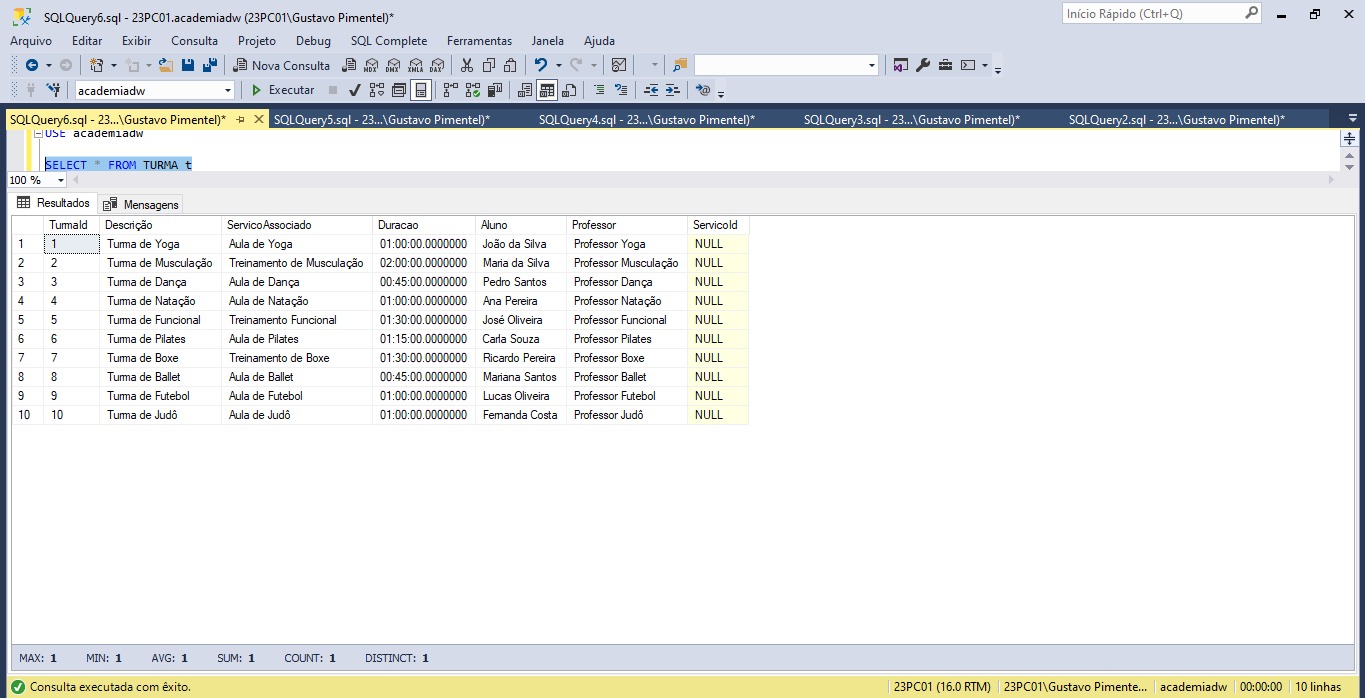 SQLQuery6.sql - 23PC01.academiadw (23PC01\Gustavo Pimentel)*
Início Rápido (Ctrl+Q)
Arquivo Editar Exibir Consulta Projeto Debug SQL Complete Ferramentas Janela Ajuda
Nova Consulta MDX DMX XMLA DAX
academiadw Executar
SQLQuery6.sql - 23...\Gustavo Pimentel)* SQLQuery5.sql - 23...\Gustavo Pimentel)* SQLQuery4.sql - 23...\Gustavo Pimentel)* SQLQuery3.sql - 23...\Gustavo Pimentel)* SQLQuery2.sql - 23...\Gustavo Pimentel)*
USE academiadw
SELECT * FROM TURMA t
100 %
Resultados Mensagens
TurmaId Descrição ServicoAssociado Duracao Aluno Professor ServicoId
1 1 Turma de Yoga Aula de Yoga 01:00:00.0000000 João da Silva Professor Yoga NULL
2 2 Turma de Musculação Treinamento de Musculação 02:00:00.0000000 Maria da Silva Professor Musculação NULL
3 3 Turma de Dança Aula de Dança 00:45:00.0000000 Pedro Santos Professor Dança NULL
4 4 Turma de Natação Aula de Natação 01:00:00.0000000 Ana Pereira Professor Natação NULL
5 5 Turma de Funcional Treinamento Funcional 01:30:00.0000000 José Oliveira Professor Funcional NULL
6 6 Turma de Pilates Aula de Pilates 01:15:00.0000000 Carla Souza Professor Pilates NULL
7 7 Turma de Boxe Treinamento de Boxe 01:30:00.0000000 Ricardo Pereira Professor Boxe NULL
8 8 Turma de Ballet Aula de Ballet 00:45:00.0000000 Mariana Santos Professor Ballet NULL
9 9 Turma de Futebol Aula de Futebol 01:00:00.0000000 Lucas Oliveira Professor Futebol NULL
10 10 Turma de Judô Aula de Judô 01:00:00.0000000 Fernanda Costa Professor Judô NULL
MAX: 1 MIN: 1 AVG: 1 SUM: 1 COUNT: 1 DISTINCT: 1
Consulta executada com êxito. 23PC01 (16.0 RTM) 23PC01\Gustavo Pimente... academiadw 00:00:00 10 linhas